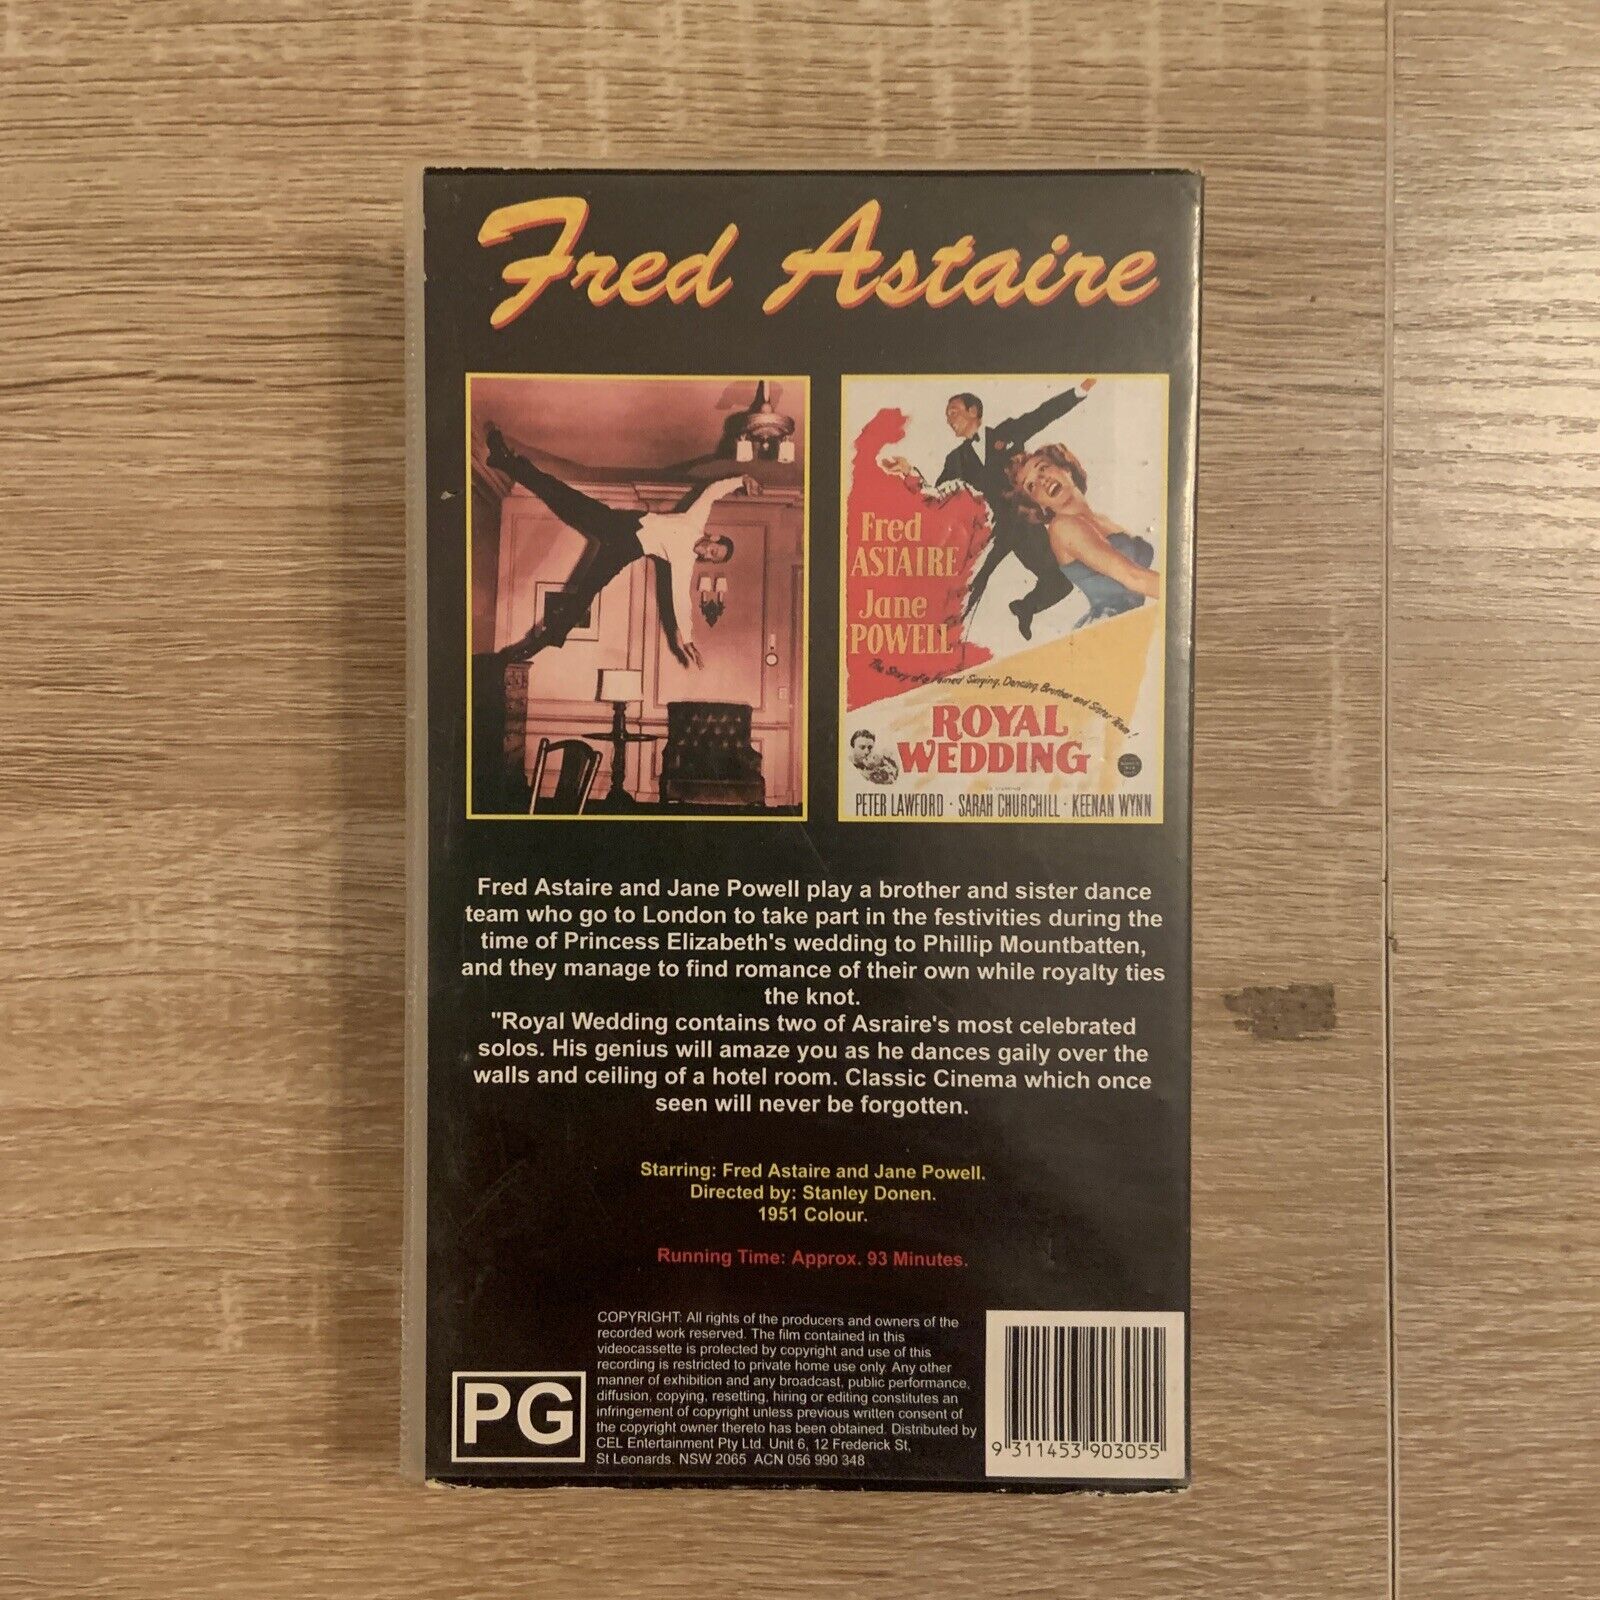 Fred Astaire
Fred
ASTAIRE
Jane
POWELL
The Story of a Singing, Dancing, Brother and Sister Team!
ROYAL
WEDDING
PETER LAWFORD · SARAH CHURCHILL · KEENAN WYNN
Fred Astaire and Jane Powell play a brother and sister dance
team who go to London to take part in the festivities during the
time of Princess Elizabeth's wedding to Phillip Mountbatten,
and they manage to find romance of their own while royalty ties
the knot.
"Royal Wedding contains two of Asraire's most celebrated
solos. His genius will amaze you as he dances gaily over the
walls and ceiling of a hotel room. Classic Cinema which once
seen will never be forgotten.
Starring: Fred Astaire and Jane Powell.
Directed by: Stanley Donen.
1951 Colour.
Running Time: Approx. 93 Minutes.
COPYRIGHT: All rights of the producers and owners of the
recorded work reserved. The film contained in this
videocassette is protected by copyright and use of this
recording is restricted to private home use only. Any other
manner of exhibition and any broadcast, public performance,
diffusion, copying, resetting, hiring or editing constitutes an
infringement of copyright unless previous written consent of
the copyright owner thereto has been obtained. Distributed by
CEL Entertainment Pty Ltd. Unit 6, 12 Frederick St,
St Leonards. NSW 2065 ACN 056 990 348
PG
9 311453 903055